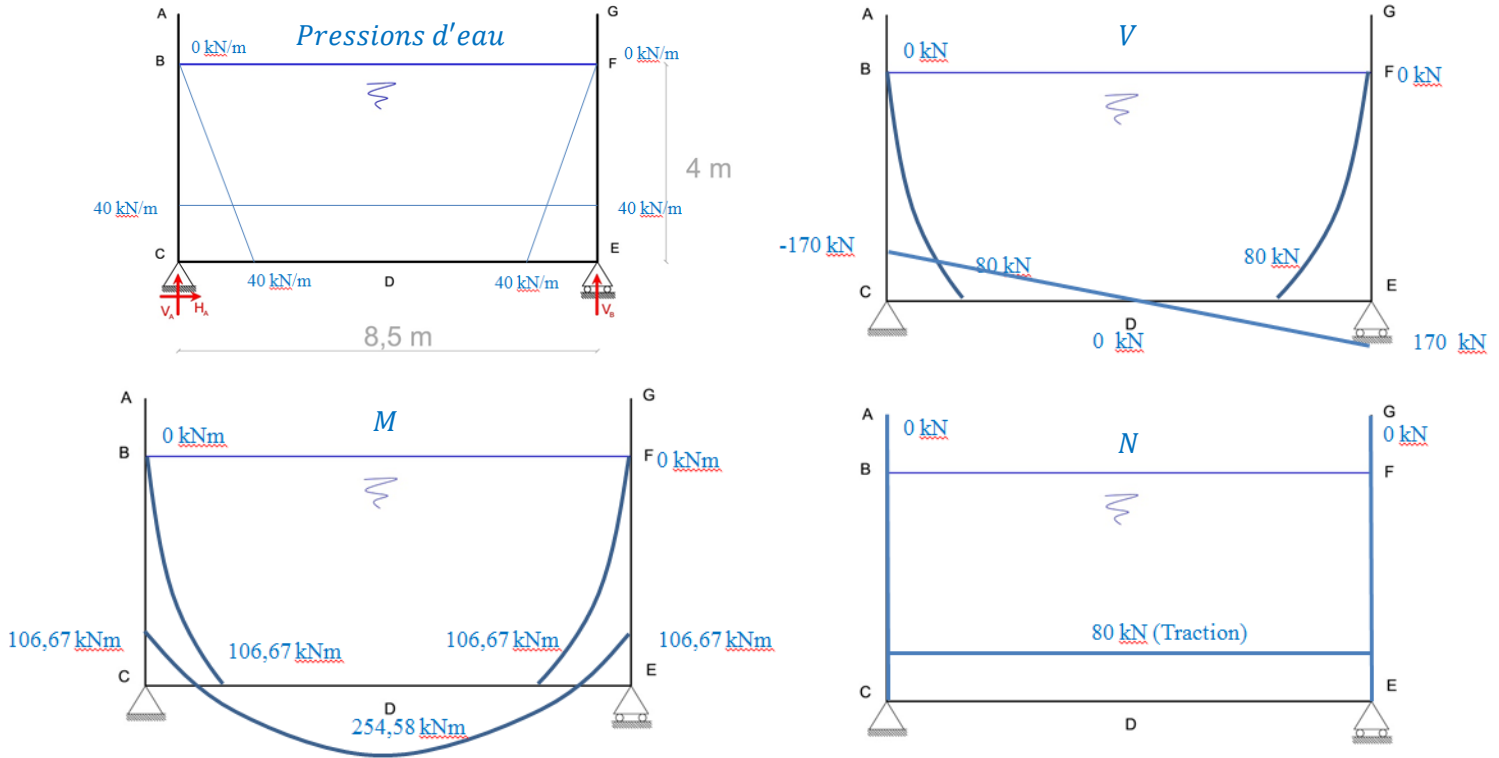 A
G
Pressions d'eau
0 kN/m
0 kN/m
B
F
4 m
40 kN/m
40 kN/m
C
E
40 kN/m
D
40 kN/m
V_A
H_A
V_B
8,5 m
A
G
V
0 kN
B
F
0 kN
-170 kN
80 kN
80 kN
C
E
D
0 kN
170 kN
A
G
M
0 kNm
B
F
0 kNm
106,67 kNm
106,67 kNm
106,67 kNm
106,67 kNm
C
E
D
254,58 kNm
A
G
0 kN
N
0 kN
B
F
80 kN (Traction)
C
E
D